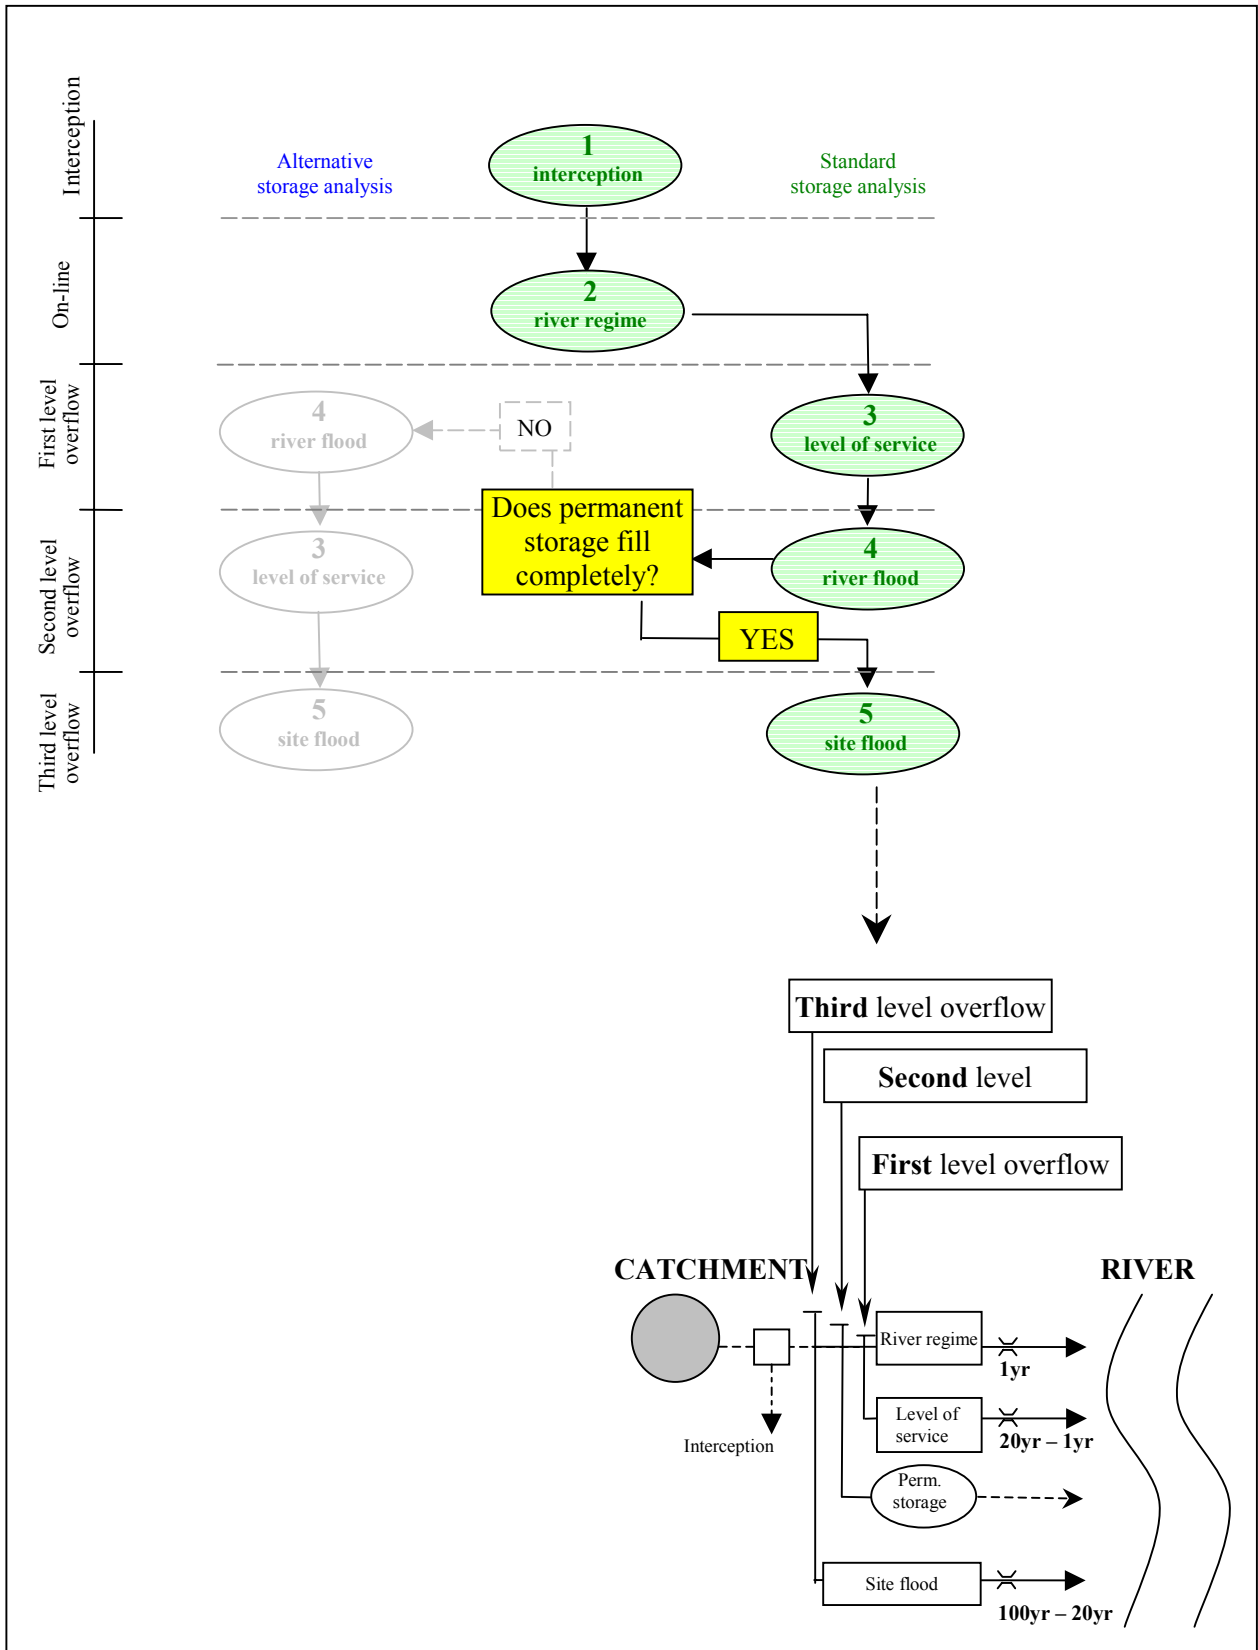 Interception
On-line
First level
overflow
Second level
overflow
Third level
overflow
Alternative
storage analysis
1
interception
Standard
storage analysis
2
river regime
4
river flood
NO
3
level of service
Does permanent
storage fill
completely?
3
level of service
4
river flood
YES
5
site flood
5
site flood
Third level overflow
Second level
First level overflow
CATCHMENT
RIVER
River regime
1yr
Interception
Level of
service
20yr – 1yr
Perm.
storage
Site flood
100yr – 20yr